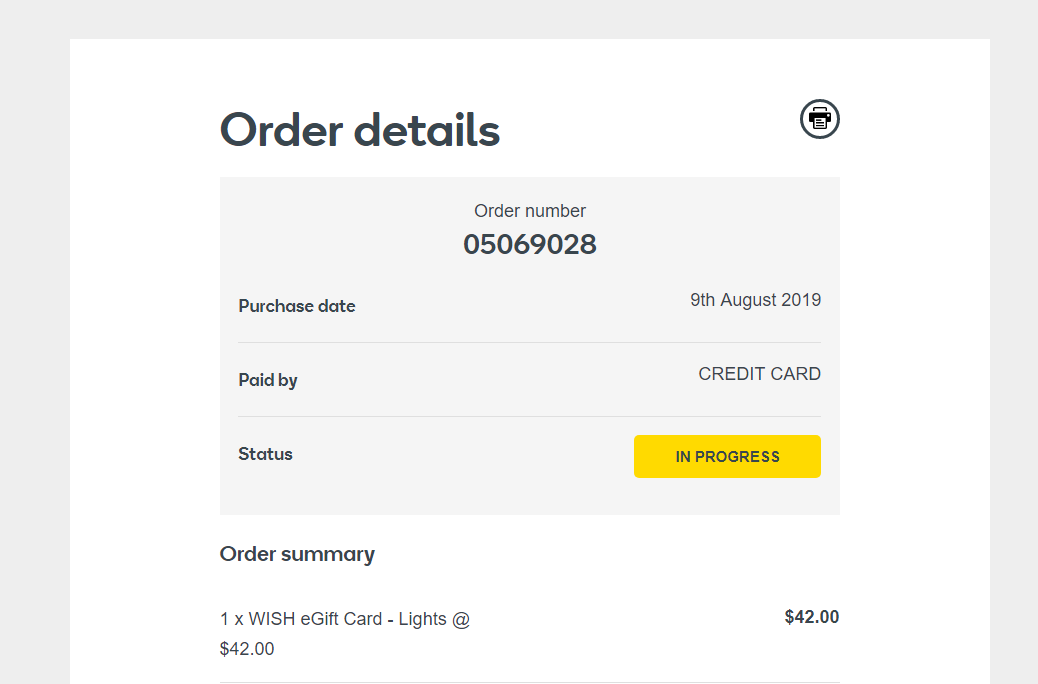 Order details
Order number
05069028
Purchase date 9th August 2019
Paid by CREDIT CARD
Status IN PROGRESS
Order summary
1 x WISH eGift Card - Lights @ $42.00
$42.00